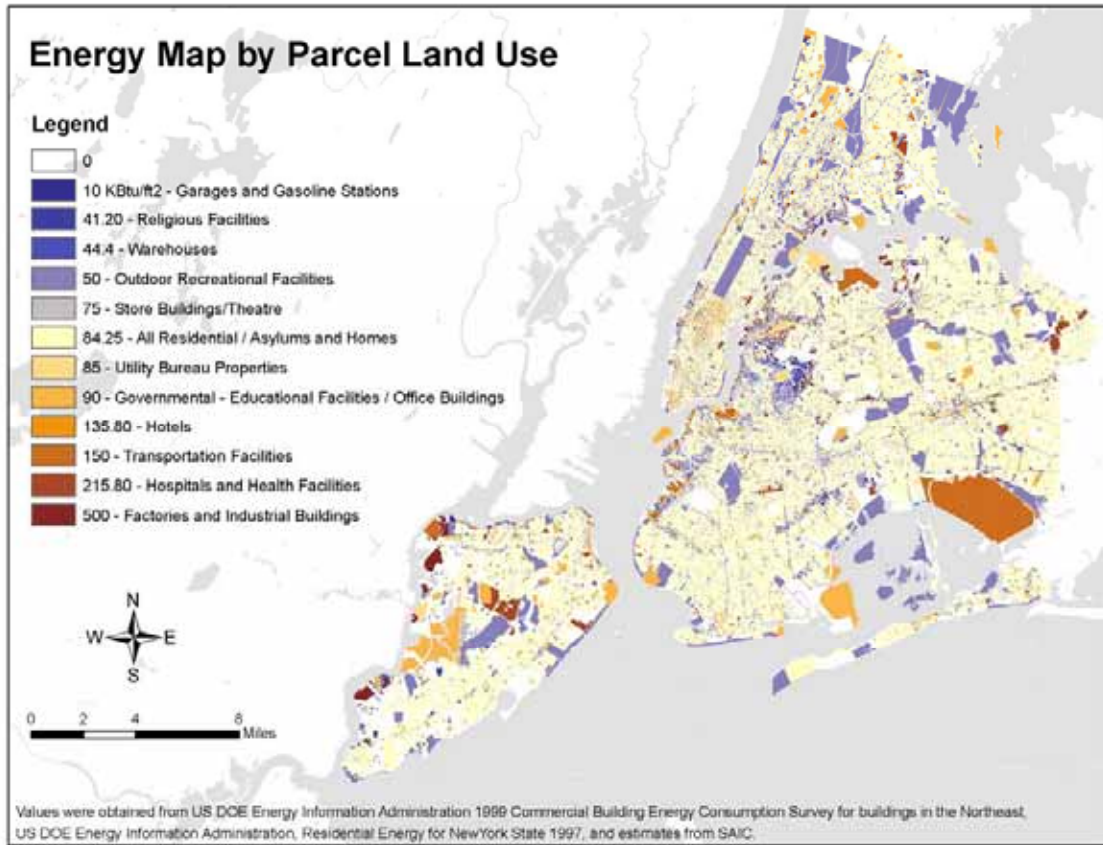 Energy Map by Parcel Land Use
Legend
0
10 KBtu/ft2 - Garages and Gasoline Stations
41.20 - Religious Facilities
44.4 - Warehouses
50 - Outdoor Recreational Facilities
75 - Store Buildings/Theatre
84.25 - All Residential / Asylums and Homes
85 - Utility Bureau Properties
90 - Governmental - Educational Facilities / Office Buildings
135.80 - Hotels
150 - Transportation Facilities
215.80 - Hospitals and Health Facilities
500 - Factories and Industrial Buildings
N
W E
S
0 2 4 8
Miles
Values were obtained from US DOE Energy Information Administration 1999 Commercial Building Energy Consumption Survey for buildings in the Northeast,
US DOE Energy Information Administration, Residential Energy for NewYork State 1997, and estimates from SAIC.